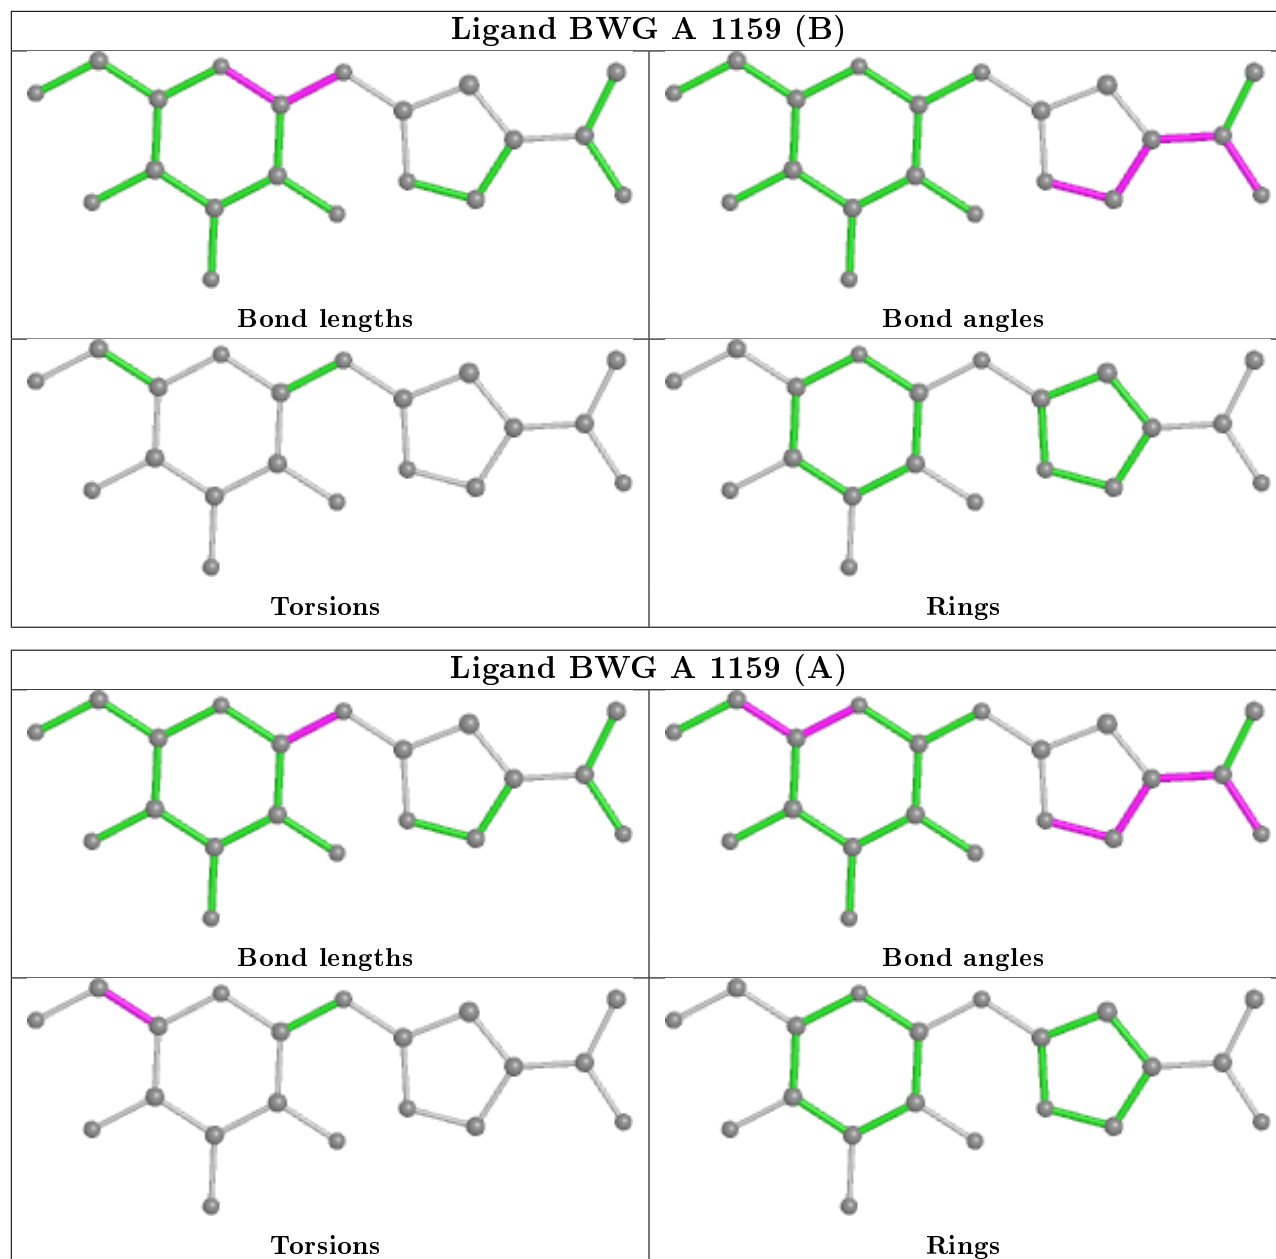 Ligand BWG A 1159 (B)
Bond lengths
Bond angles
Torsions
Rings
Ligand BWG A 1159 (A)
Bond lengths
Bond angles
Torsions
Rings